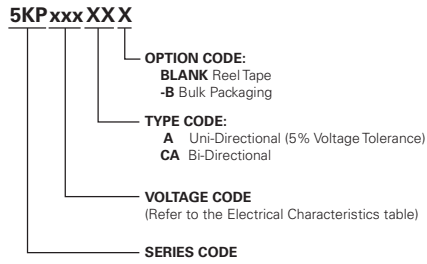 5KPxxxXXX
OPTION CODE:
BLANK Reel Tape
-B Bulk Packaging
TYPE CODE:
A Uni-Directional (5% Voltage Tolerance)
CA Bi-Directional
VOLTAGE CODE
(Refer to the Electrical Characteristics table)
SERIES CODE